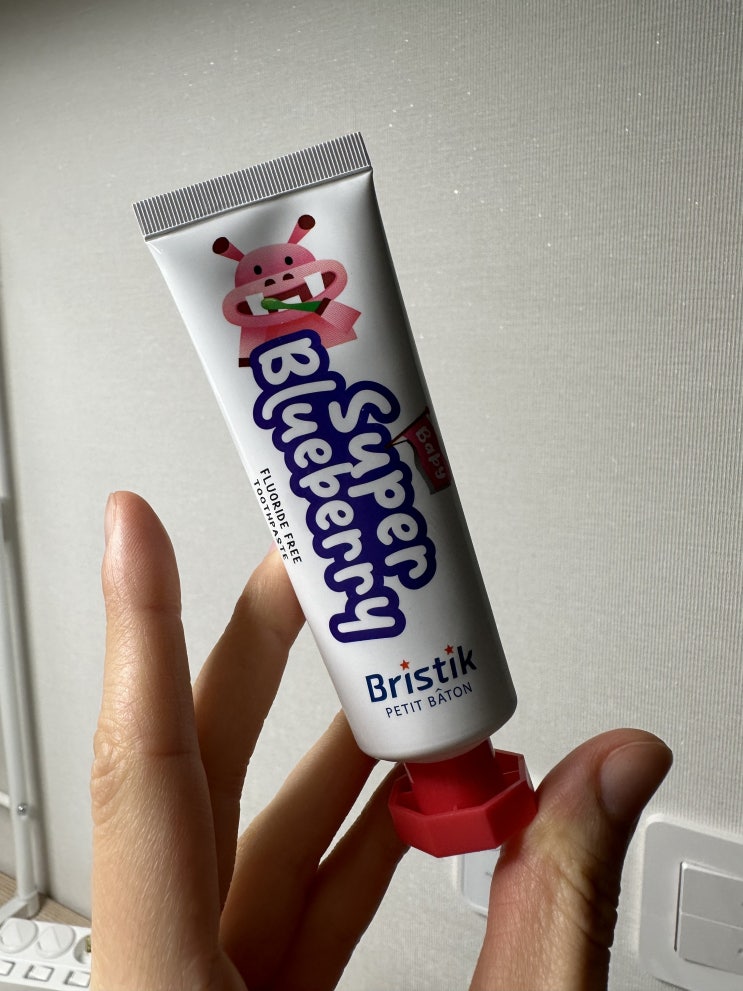 Super
Blueberry
Baby
FLUORIDE FREE
TOOTHPASTE
Bristik
PETIT BÂTON